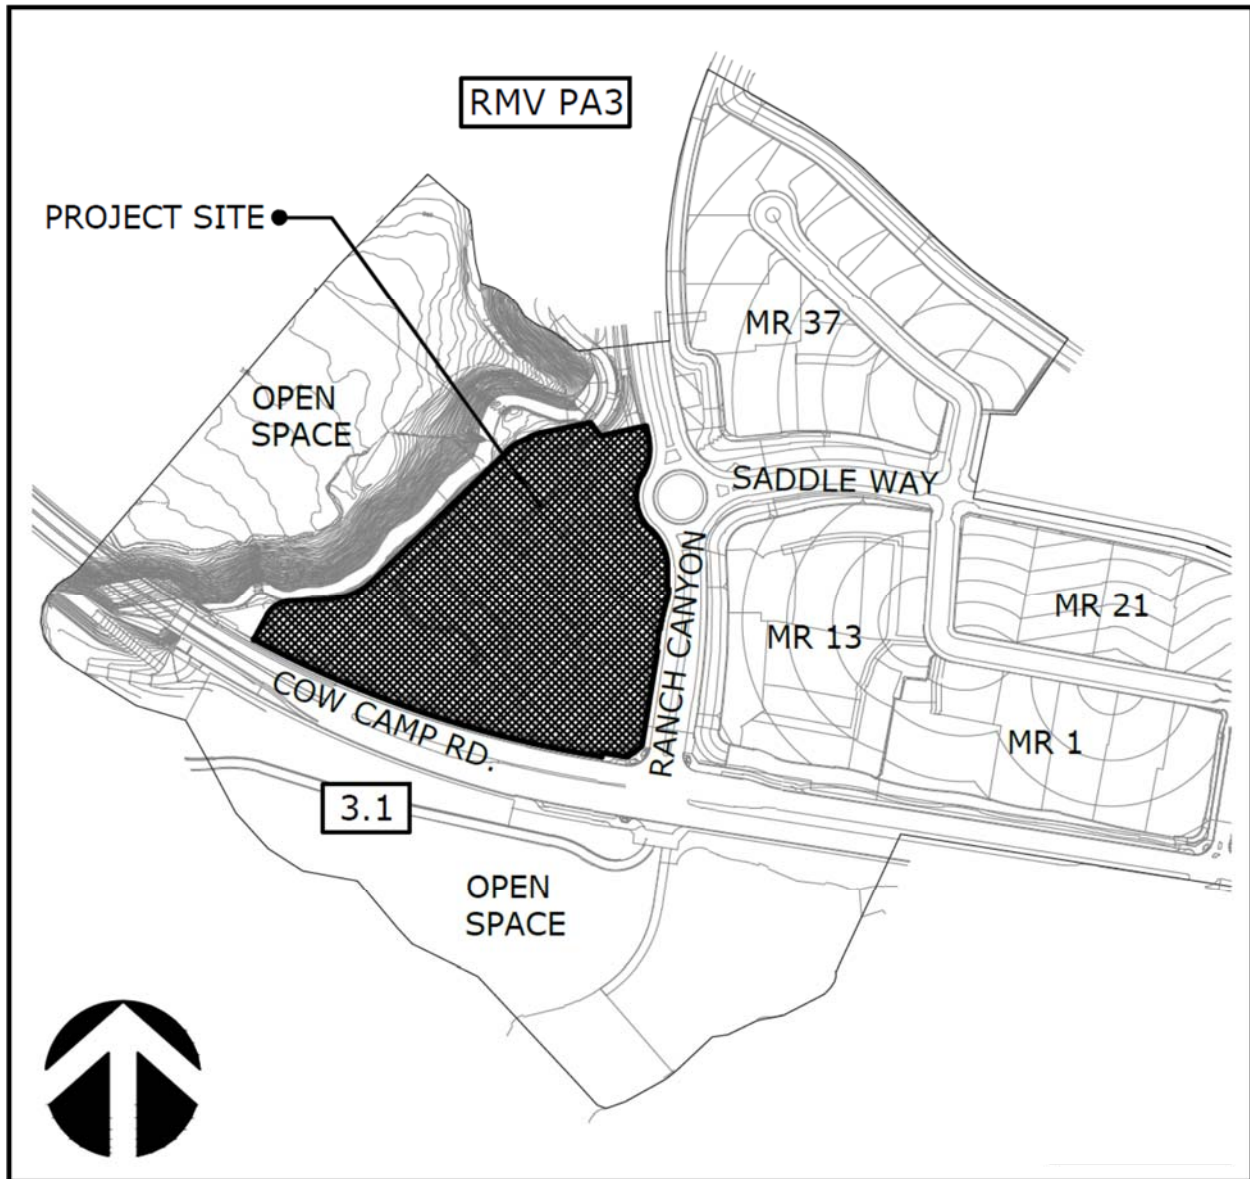 RMV PA3
PROJECT SITE
MR 37
OPEN
SPACE
SADDLE WAY
RANCH CANYON
MR 21
MR 13
COW CAMP RD.
MR 1
3.1
OPEN
SPACE